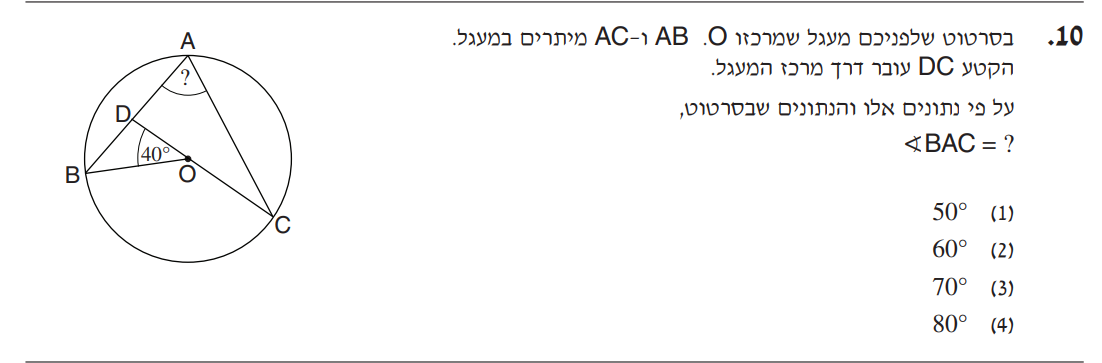 10. בסרטוט שלפניכם מעגל שמרכזו O. AB ו-AC מיתרים במעגל.
הקטע DC עובר דרך מרכז המעגל.
על פי נתונים אלו והנתונים שבסרטוט,
∢BAC = ?
(1) 50°
(2) 60°
(3) 70°
(4) 80°
A
?
D
40°
B
O
C